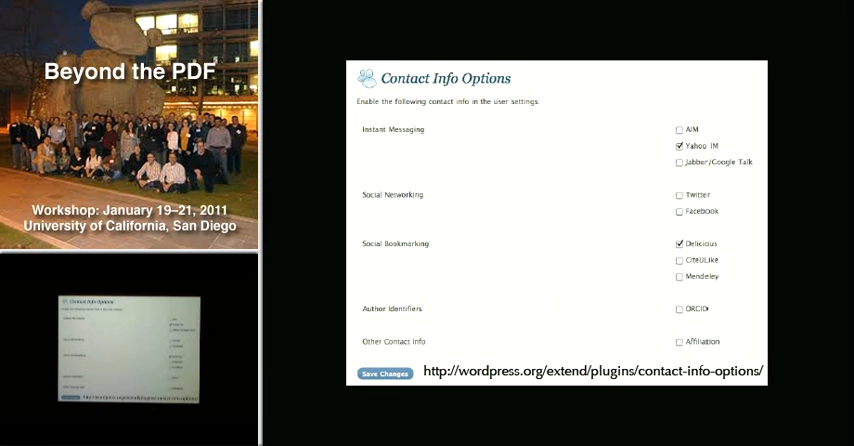 Beyond the PDF
Workshop: January 19–21, 2011
University of California, San Diego
Contact Info Options
Enable the following contact info in the user settings:
Instant Messaging
AIM
Yahoo IM
Jabber/Google Talk
Social Networking
Twitter
Facebook
Social Bookmarking
Delicious
CiteULike
Mendeley
Author Identifiers
ORCID
Other Contact Info
Affiliation
Save Changes
http://wordpress.org/extend/plugins/contact-info-options/
Contact Info Options